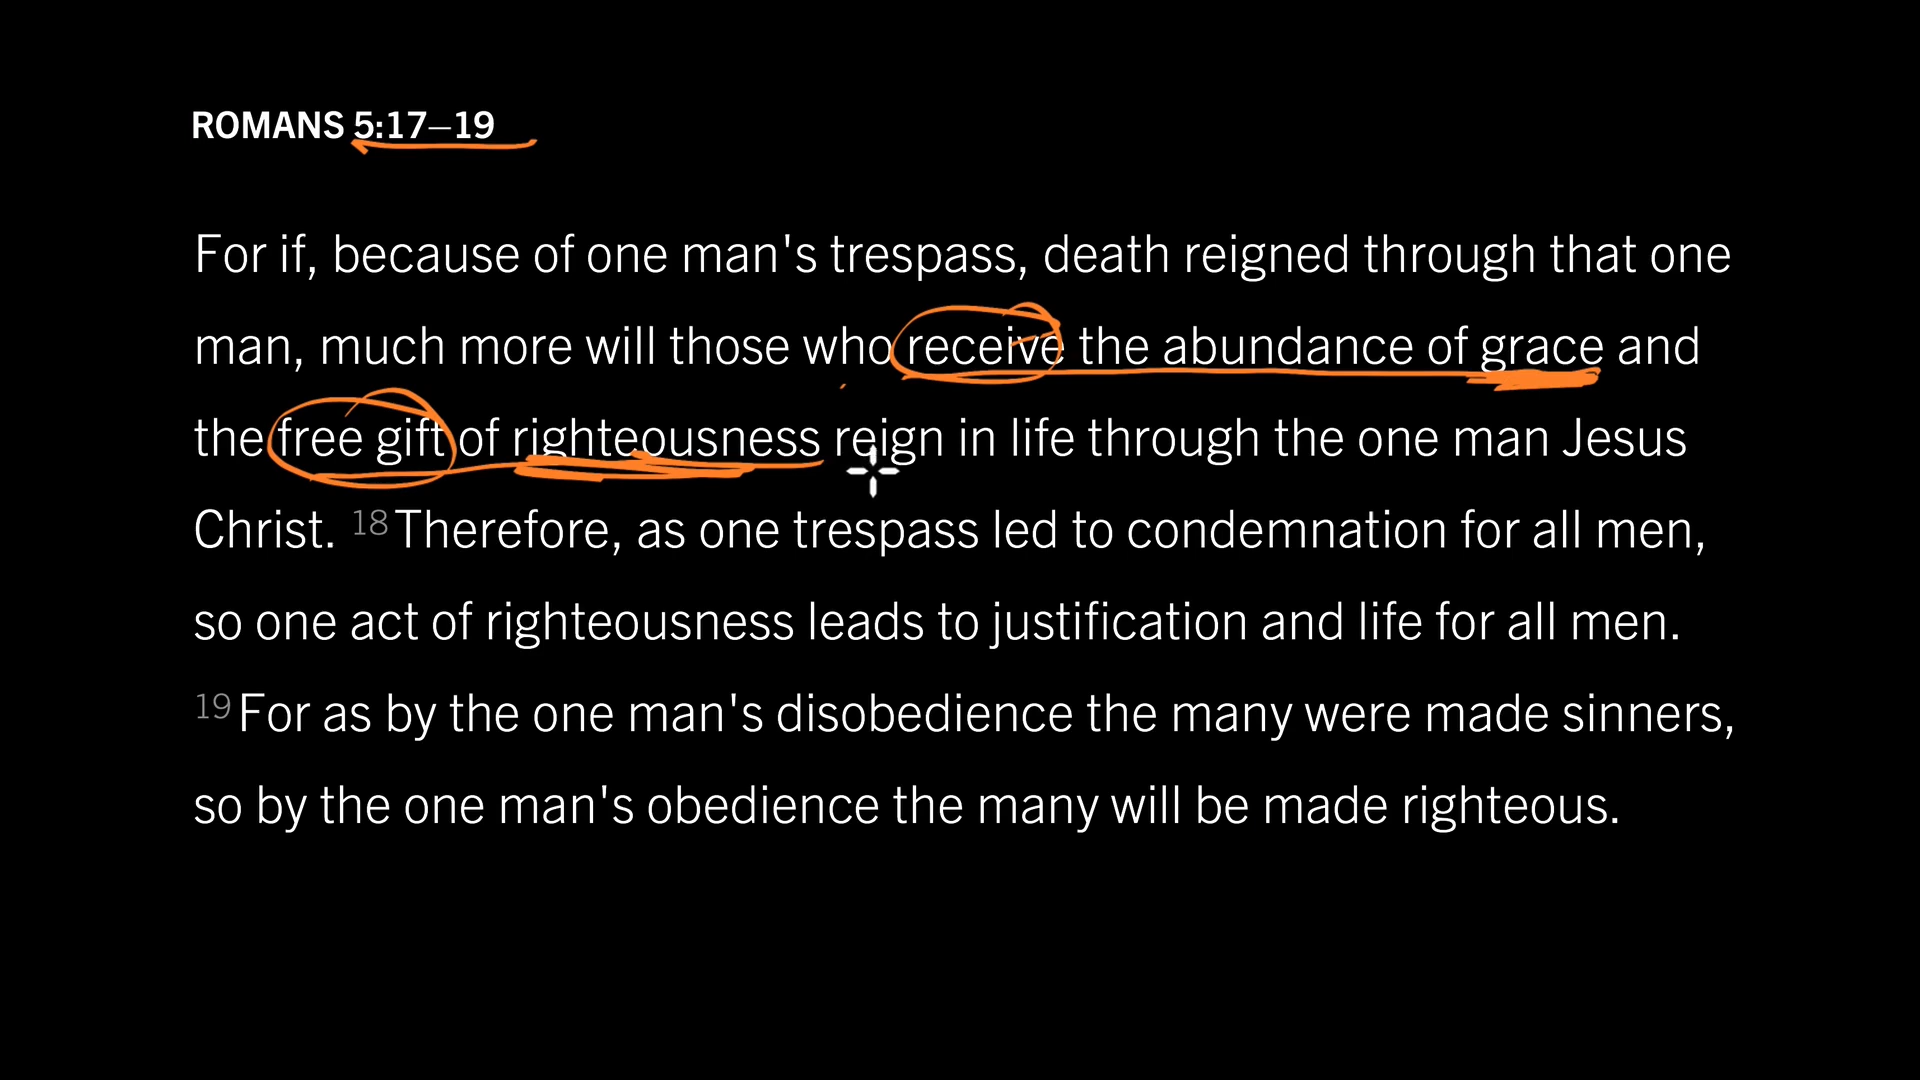 ROMANS 5:17–19
For if, because of one man's trespass, death reigned through that one
man, much more will those who receive the abundance of grace and
the free gift of righteousness reign in life through the one man Jesus
Christ. 18 Therefore, as one trespass led to condemnation for all men,
so one act of righteousness leads to justification and life for all men.
19 For as by the one man's disobedience the many were made sinners,
so by the one man's obedience the many will be made righteous.